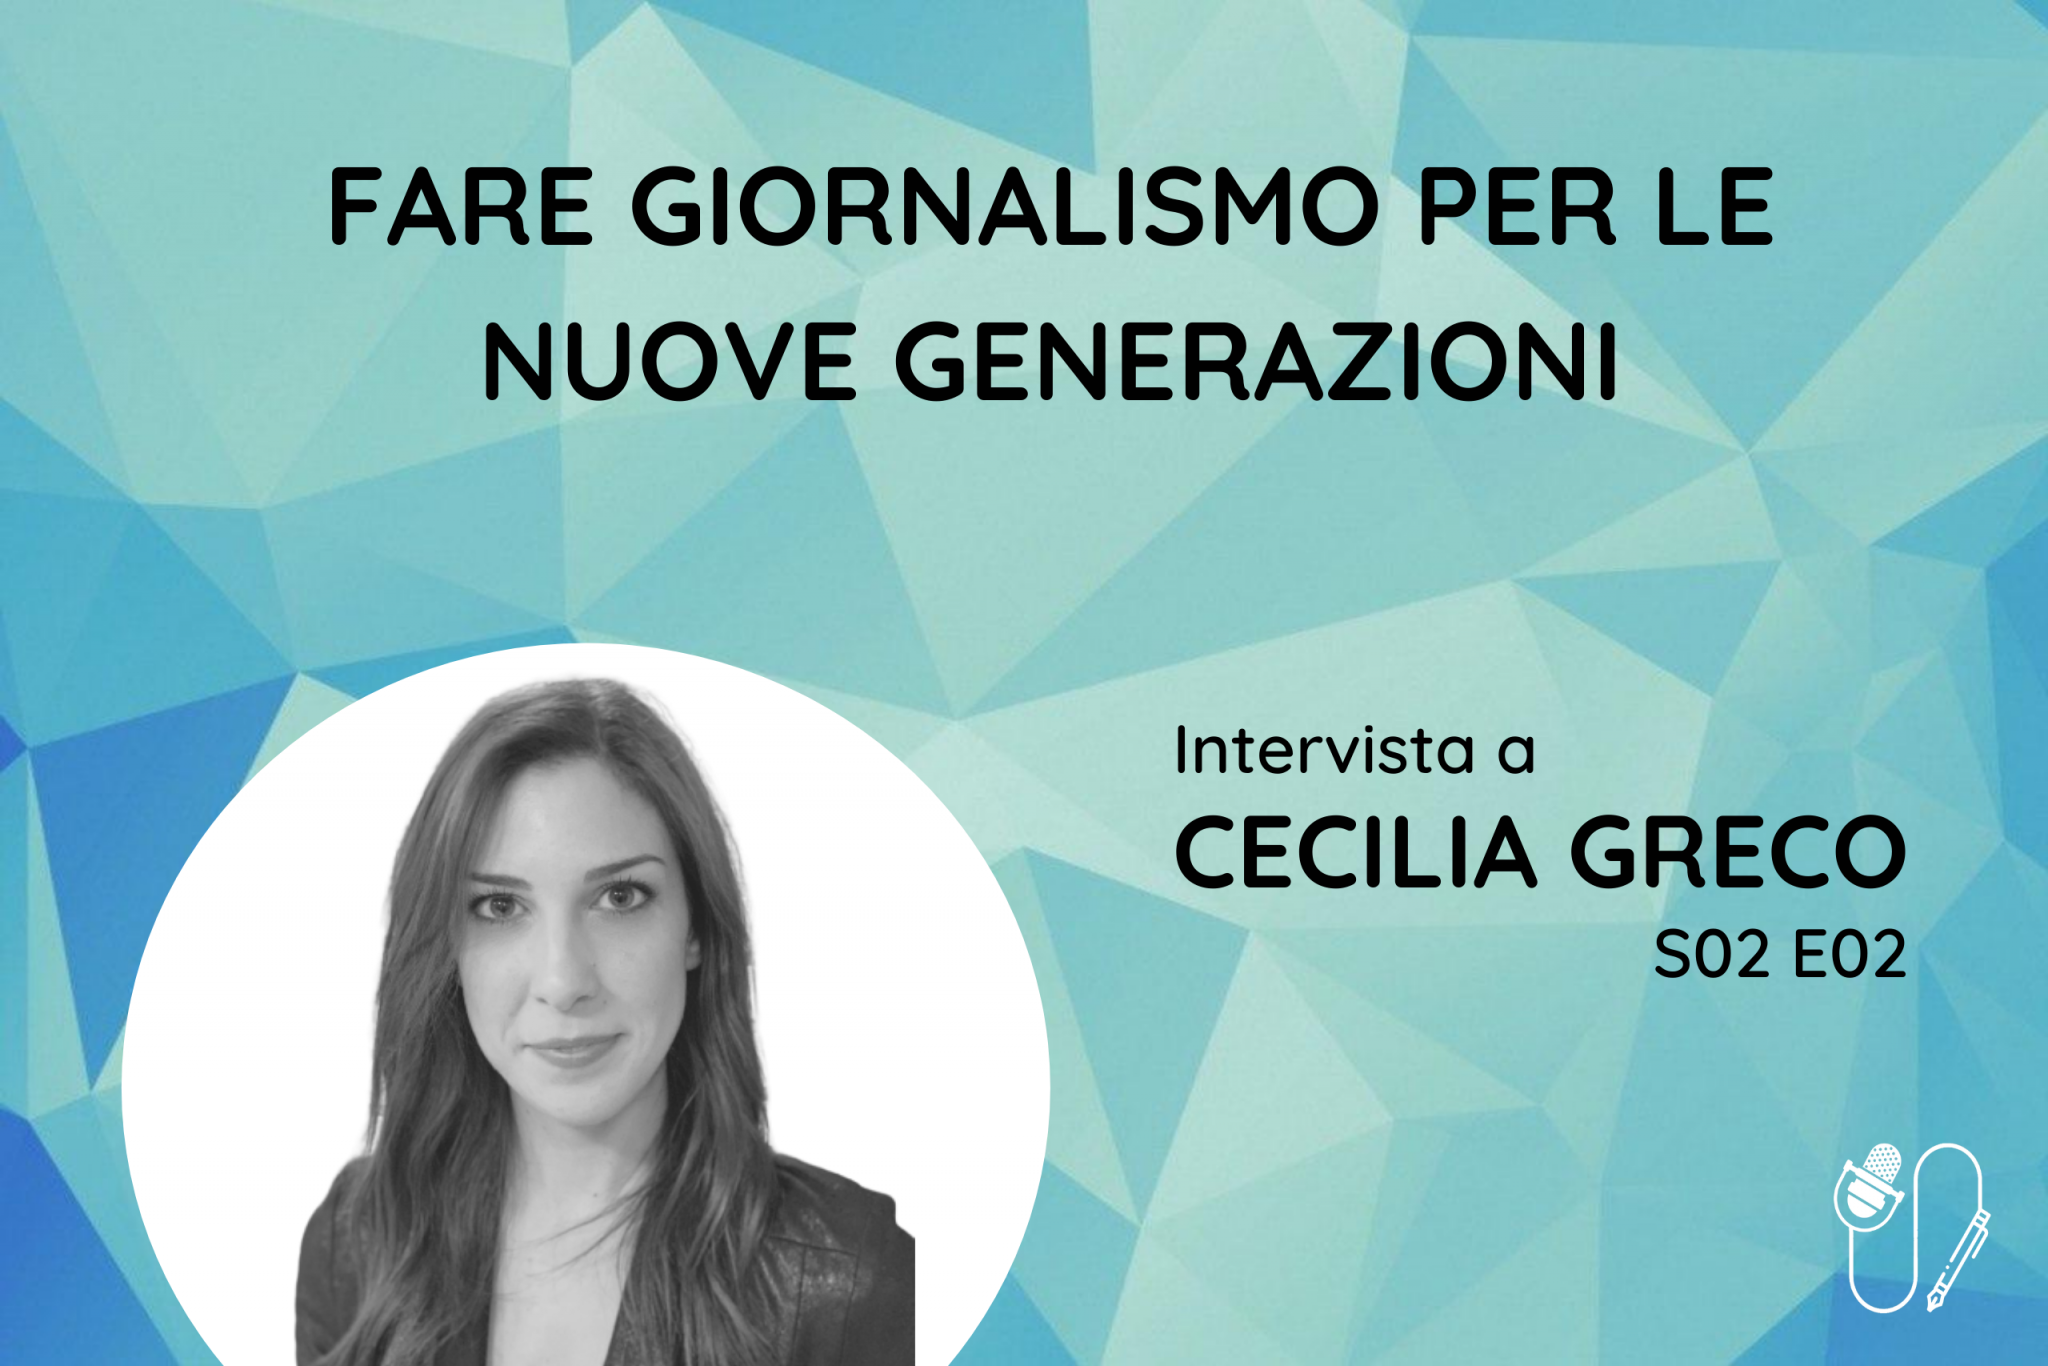 FARE GIORNALISMO PER LE
NUOVE GENERAZIONI
Intervista a
CECILIA GRECO
S02 E02